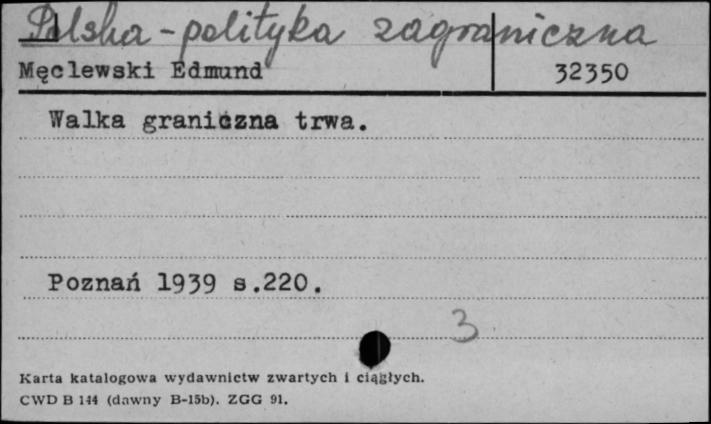 Polska - polityka zagraniczna
Męclewski Edmund 32350
Walka graniczna trwa.
Poznań 1939 s.220.
3
Karta katalogowa wydawnictw zwartych i ciągłych.
CWD B 144 (dawny B-15b). ZGG 91.